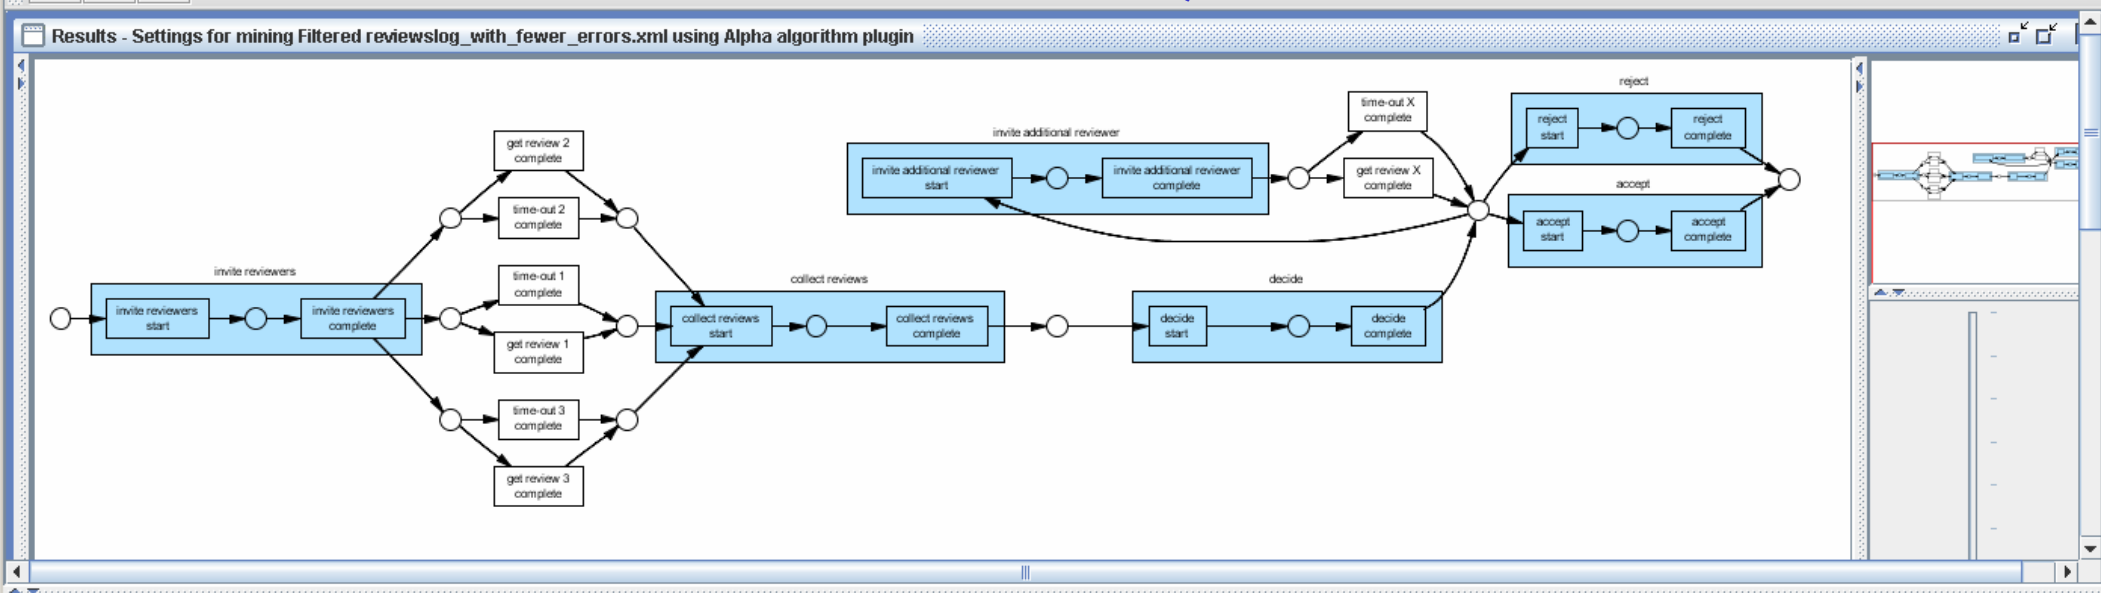 Results - Settings for mining Filtered reviewslog_with_fewer_errors.xml using Alpha algorithm plugin
invite reviewers
invite reviewers
start
invite reviewers
complete
get review 2
complete
time-out 2
complete
time-out 1
complete
get review 1
complete
time-out 3
complete
get review 3
complete
collect reviews
collect reviews
start
collect reviews
complete
decide
decide
start
decide
complete
invite additional reviewer
invite additional reviewer
start
invite additional reviewer
complete
time-out X
complete
get review X
complete
reject
reject
start
reject
complete
accept
accept
start
accept
complete